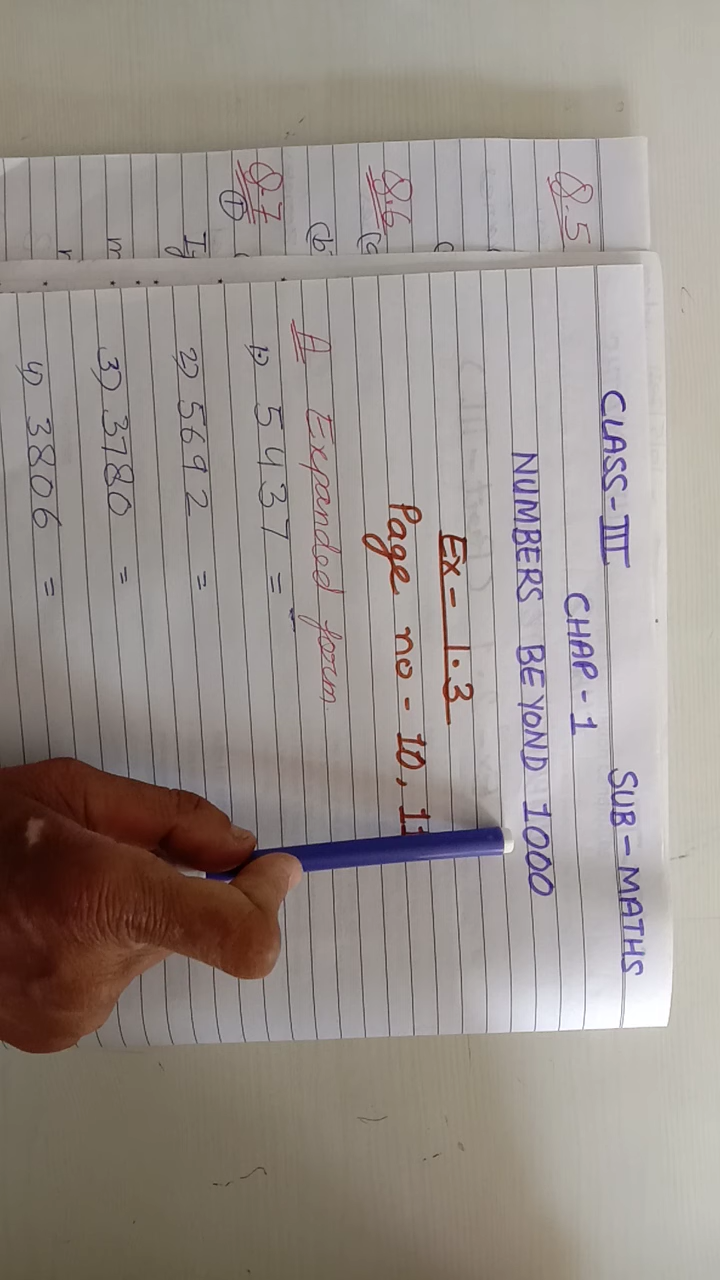 CLASS-III SUB-MATHS
CHAP-1
NUMBERS BEYOND 1000
Ex-1.3
Page no-10, 11
A Expanded form
1) 5437 =
2) 5692 =
3) 3780 =
4) 3806 =
Q.5
Q.6
(b
Q.7